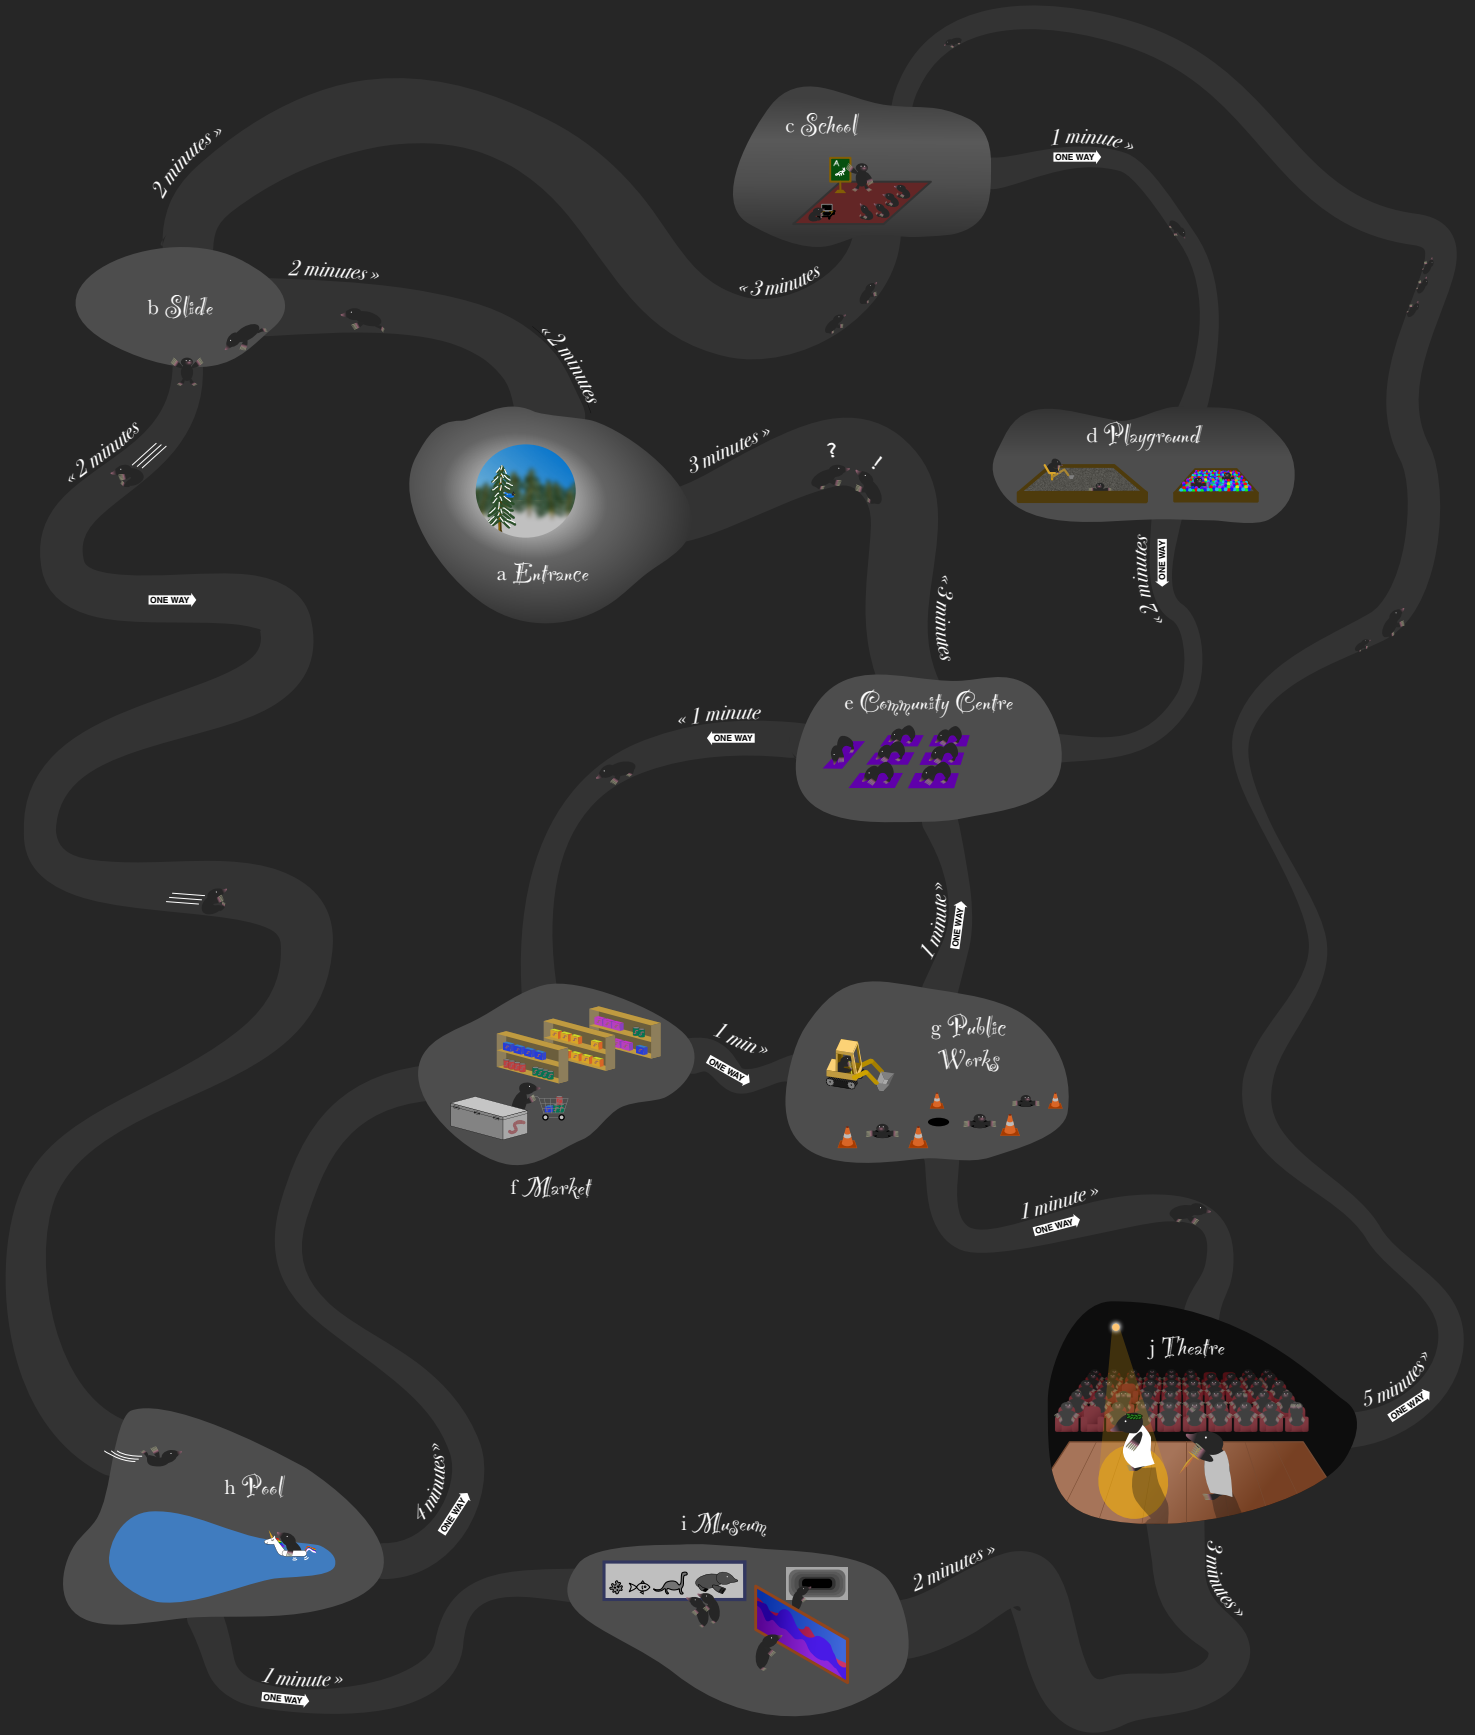 c School
1 minute »
ONE WAY
2 minutes »
b Slide
2 minutes »
« 3 minutes
« 2 minutes
« 2 minutes
3 minutes »
?
!
d Playground
ONE WAY
2 minutes »
a Entrance
ONE WAY
« 3 minutes
e Community Centre
« 1 minute
ONE WAY
1 minute »
ONE WAY
g Public
Works
1 min »
ONE WAY
f Market
1 minute »
ONE WAY
j Theatre
5 minutes »
ONE WAY
h Pool
4 minutes »
ONE WAY
i Museum
2 minutes »
3 minutes »
1 minute »
ONE WAY